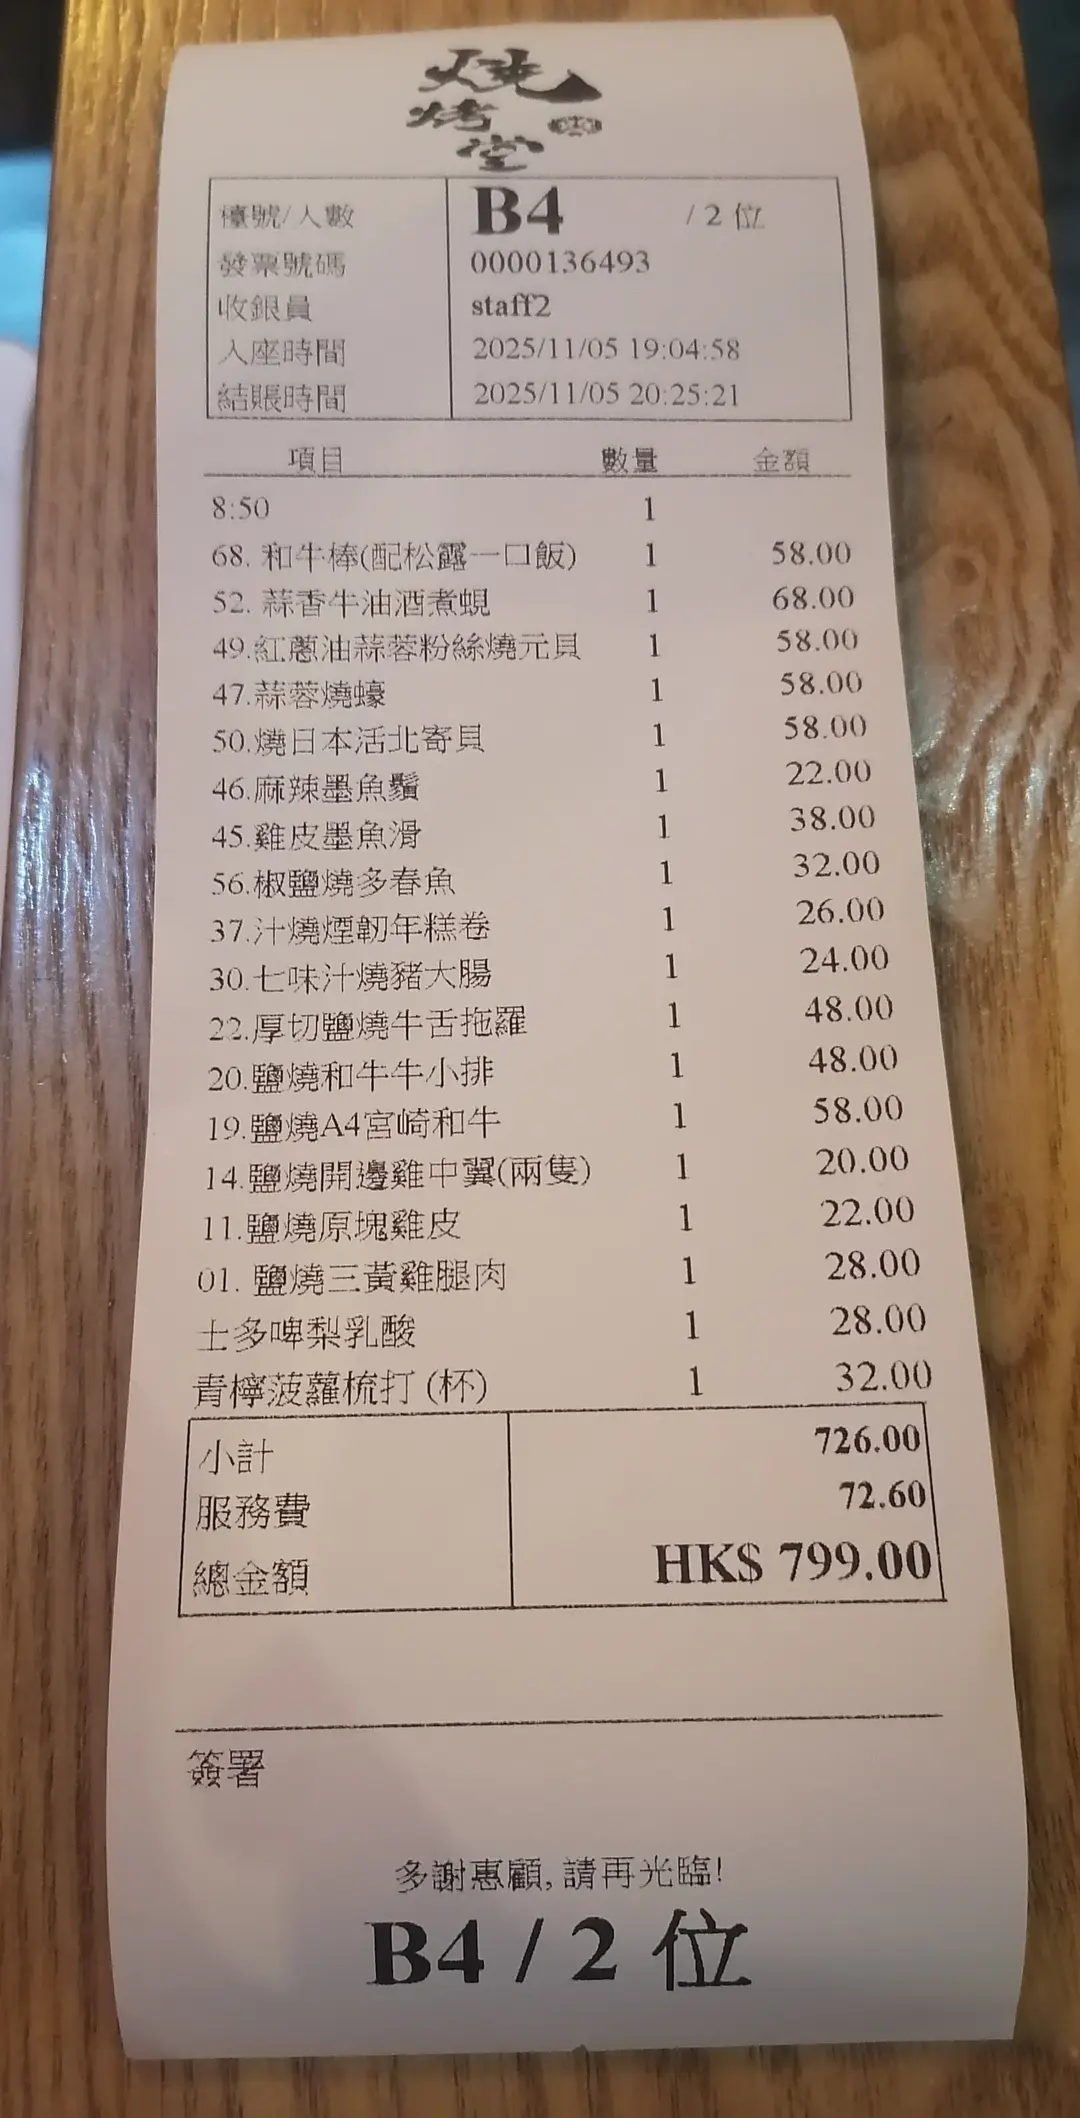 燒
烤
堂
檯號/人數 B4 / 2 位
發票號碼 0000136493
收銀員 staff2
入座時間 2025/11/05 19:04:58
結賬時間 2025/11/05 20:25:21
項目 數量 金額
8:50 1
68. 和牛棒(配松露一口飯) 1 58.00
52. 蒜香牛油酒煮蜆 1 68.00
49.紅蔥油蒜蓉粉絲燒元貝 1 58.00
47.蒜蓉燒蠔 1 58.00
50.燒日本活北寄貝 1 58.00
46.麻辣墨魚鬚 1 22.00
45.雞皮墨魚滑 1 38.00
56.椒鹽燒多春魚 1 32.00
37.汁燒煙韌年糕卷 1 26.00
30.七味汁燒豬大腸 1 24.00
22.厚切鹽燒牛舌拖羅 1 48.00
20.鹽燒和牛牛小排 1 48.00
19.鹽燒A4宮崎和牛 1 58.00
14.鹽燒開邊雞中翼(兩隻) 1 20.00
11.鹽燒原塊雞皮 1 22.00
01. 鹽燒三黃雞腿肉 1 28.00
士多啤梨乳酸 1 28.00
青檸菠蘿梳打 (杯) 1 32.00
小計 726.00
服務費 72.60
總金額 HK$ 799.00
簽署
多謝惠顧, 請再光臨!
B4 / 2 位